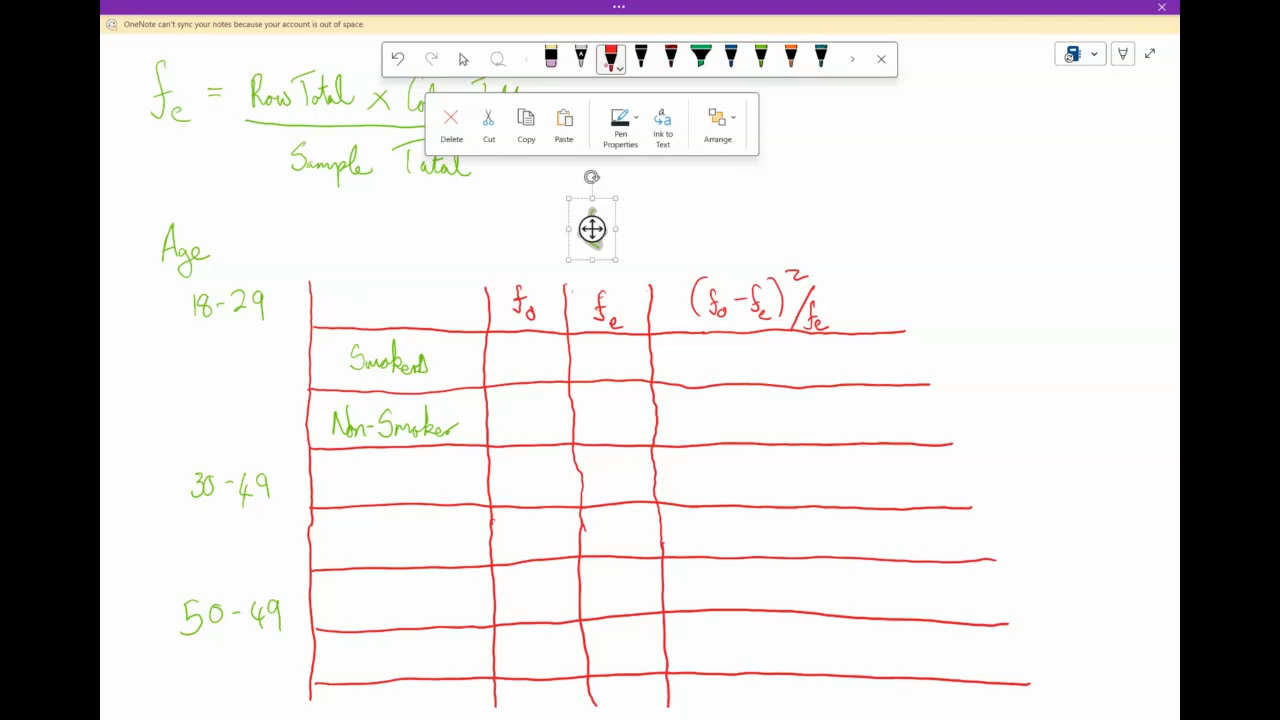 OneNote can't sync your notes because your account is out of space.
fe = Row Total x
Sample Total
Delete
Cut
Copy
Paste
Pen Properties
Ink to Text
Arrange
Age
18-29
fo
fe
(fo - fe)²/fe
Smokers
Non-Smoker
30-49
50-49